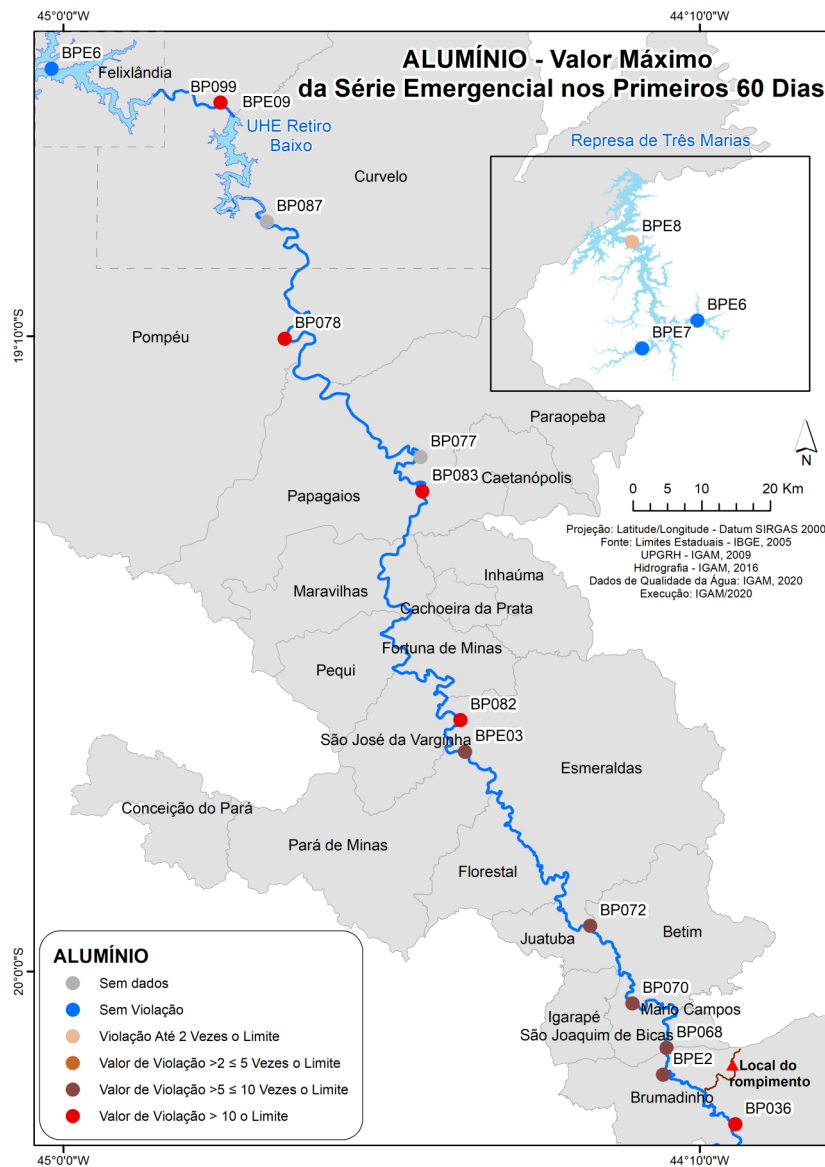 45°0'0"W
44°10'0"W
ALUMÍNIO - Valor Máximo
da Série Emergencial nos Primeiros 60 Dias
BPE6
Felixlândia
BP099
BPE09
UHE Retiro
Baixo
Represa de Três Marias
Curvelo
BP087
BPE8
BPE6
BPE7
19°10'0"S
Pompéu
BP078
Paraopeba
BP077
N
Caetanópolis
BP083
Papagaios
0 5 10 20 Km
Projeção: Latitude/Longitude - Datum SIRGAS 2000
Fonte: Limites Estaduais - IBGE, 2005
UPGRH - IGAM, 2009
Hidrografia - IGAM, 2016
Dados de Qualidade da Água: IGAM, 2020
Execução: IGAM/2020
Inhaúma
Maravilhas
Cachoeira da Prata
Fortuna de Minas
Pequi
BP082
São José da Varginha
BPE03
Esmeraldas
Conceição do Pará
Pará de Minas
Florestal
BP072
Juatuba
Betim
20°0'0"S
BP070
Mário Campos
Igarapé
São Joaquim de Bicas
BP068
BPE2
Local do
rompimento
Brumadinho
BP036
ALUMÍNIO
Sem dados
Sem Violação
Violação Até 2 Vezes o Limite
Valor de Violação >2 ≤ 5 Vezes o Limite
Valor de Violação >5 ≤ 10 Vezes o Limite
Valor de Violação > 10 o Limite
45°0'0"W
44°10'0"W